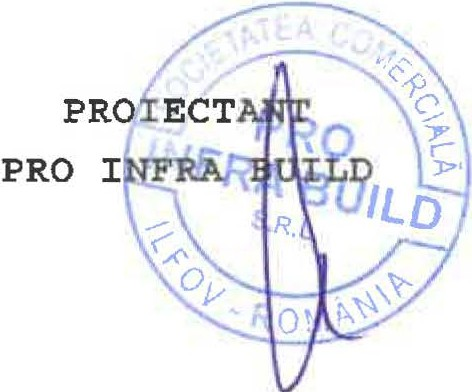 PROIECTANT
PRO INFRA BUILD
SOCIETATEA COMERCIALĂ
PRO
INFRA BUILD
S.R.L.
ILFOV - ROMÂNIA